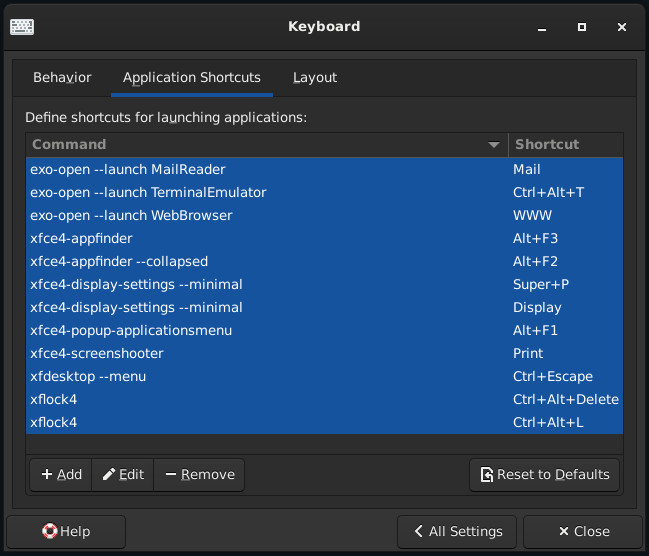 Keyboard
Behavior Application Shortcuts Layout
Define shortcuts for launching applications:
Command Shortcut
exo-open --launch MailReader Mail
exo-open --launch TerminalEmulator Ctrl+Alt+T
exo-open --launch WebBrowser WWW
xfce4-appfinder Alt+F3
xfce4-appfinder --collapsed Alt+F2
xfce4-display-settings --minimal Super+P
xfce4-display-settings --minimal Display
xfce4-popup-applicationsmenu Alt+F1
xfce4-screenshooter Print
xfdesktop --menu Ctrl+Escape
xflock4 Ctrl+Alt+Delete
xflock4 Ctrl+Alt+L
Add Edit Remove Reset to Defaults
Help All Settings Close